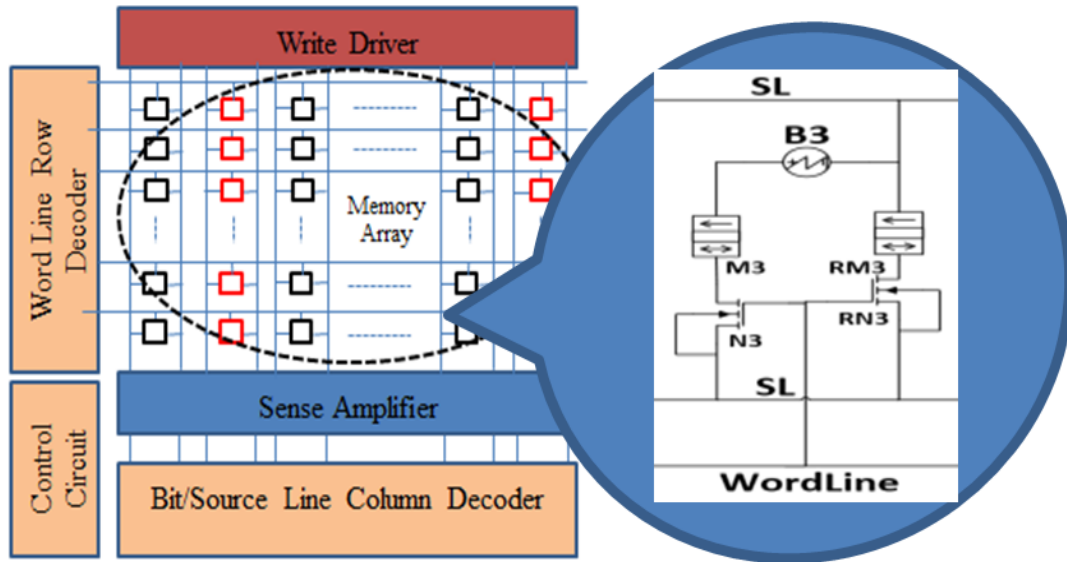 Write Driver
Word Line Row
Decoder
Memory
Array
Control
Circuit
Sense Amplifier
Bit/Source Line Column Decoder
SL
B3
M3
RM3
N3
RN3
SL
WordLine